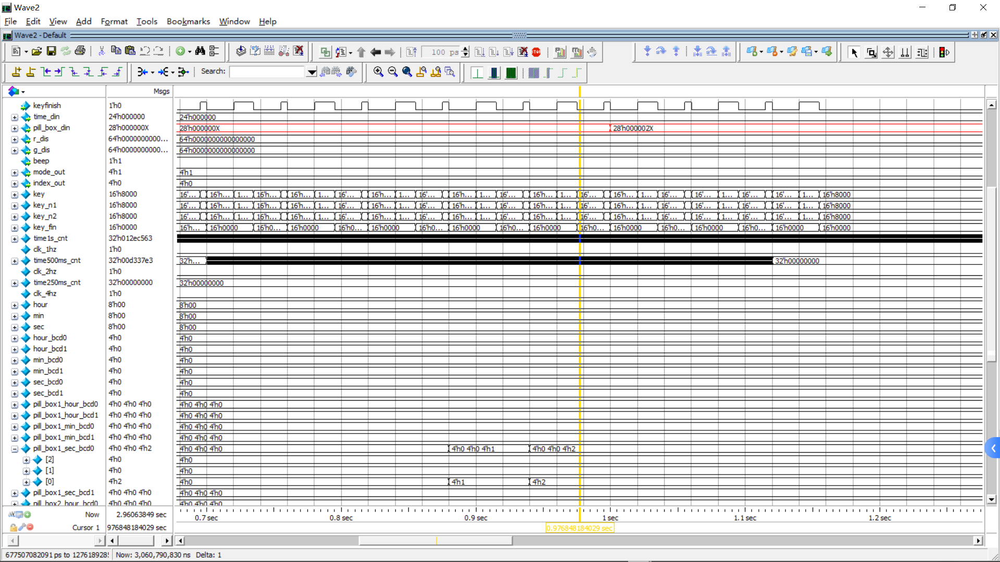 Wave2
File Edit View Add Format Tools Bookmarks Window Help
Wave2 - Default
100 ps
Search:
Msgs
keyfinish 1'h0
time_din 24'h000000 24'h000000
pill_box_din 28'h000000X 28'h000000X 28'h000002X
r_dis 64'h0000000000... 64'h0000000000000000
g_dis 64'h0000000000... 64'h0000000000000000
beep 1'h1
mode_out 4'h1 4'h1
index_out 4'h0 4'h0
key 16'h8000 16'... 16'h... 1... 16'h... 16'h... 1... 16'... 16'h... 1... 16'... 16'h... 1... 16'... 16'h... 1... 16'... 16'h... 1... 16'... 16'... 1... 16'... 16'... 1... 16'h8000
key_n1 16'h8000 16'... 16'h... 1... 16'h... 16'h... 1... 16'... 16'h... 1... 16'... 16'h... 1... 16'... 16'h... 1... 16'... 16'h... 1... 16'... 16'... 1... 16'... 16'... 1... 16'h8000
key_n2 16'h8000 16'... 16'h... 1... 16'h... 16'h... 1... 16'... 16'h... 1... 16'... 16'h... 1... 16'... 16'h... 1... 16'... 16'h... 1... 16'... 16'... 1... 16'... 16'... 1... 16'h8000
key_fin 16'h0000 16'h... 16'h0000 16'h0... 16'h0000 16'h0... 16'h0000 16'h0... 16'h0000 16'h0... 16'h0000 16'h0... 16'h0000 16'h0... 16'h0000 16'h0... 16'h0000 16'h0000
time1s_cnt 32'h012ec563
clk_1hz 1'h0
time500ms_cnt 32'h00d337e3 32'h... 32'h00000000
clk_2hz 1'h0
time250ms_cnt 32'h00000000 32'h00000000
clk_4hz 1'h0
hour 8'h00 8'h00
min 8'h00 8'h00
sec 8'h00 8'h00
hour_bcd0 4'h0 4'h0
hour_bcd1 4'h0 4'h0
min_bcd0 4'h0 4'h0
min_bcd1 4'h0 4'h0
sec_bcd0 4'h0 4'h0
sec_bcd1 4'h0 4'h0
pill_box1_hour_bcd0 4'h0 4'h0 4'h0 4'h0 4'h0 4'h0
pill_box1_hour_bcd1 4'h0 4'h0 4'h0 4'h0 4'h0 4'h0
pill_box1_min_bcd0 4'h0 4'h0 4'h0 4'h0 4'h0 4'h0
pill_box1_min_bcd1 4'h0 4'h0 4'h0 4'h0 4'h0 4'h0
pill_box1_sec_bcd0 4'h0 4'h0 4'h2 4'h0 4'h0 4'h0 4'h0 4'h0 4'h1 4'h0 4'h0 4'h2
[2] 4'h0 4'h0
[1] 4'h0 4'h0
[0] 4'h2 4'h0 4'h1 4'h2
pill_box1_sec_bcd1 4'h0 4'h0 4'h0 4'h0 4'h0 4'h0
pill_box2_hour_bcd0 4'h0 4'h0 4'h0 4'h0 4'h0 4'h0
Now 2.96063849 sec 0.7 sec 0.8 sec 0.9 sec 1 sec 1.1 sec 1.2 sec
Cursor 1 976848184029 sec 0.976848184029 sec
677507082091 ps to 127618928 Now: 3,060,790,830 ns Delta: 1